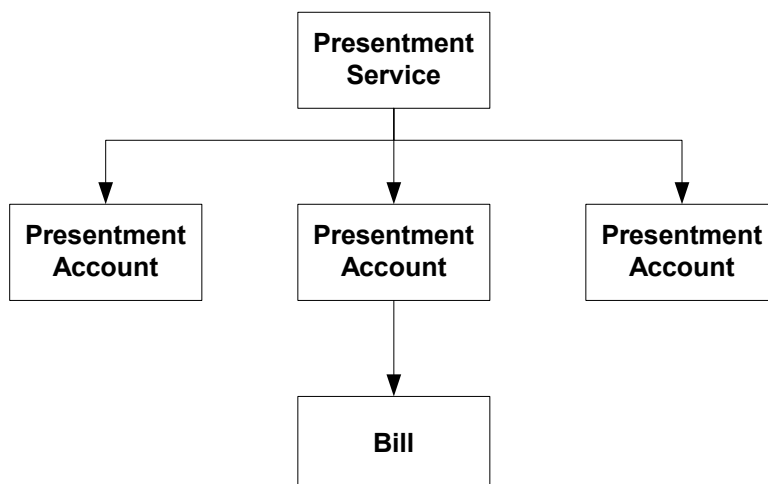 Presentment
Service
Presentment
Account
Presentment
Account
Presentment
Account
Bill